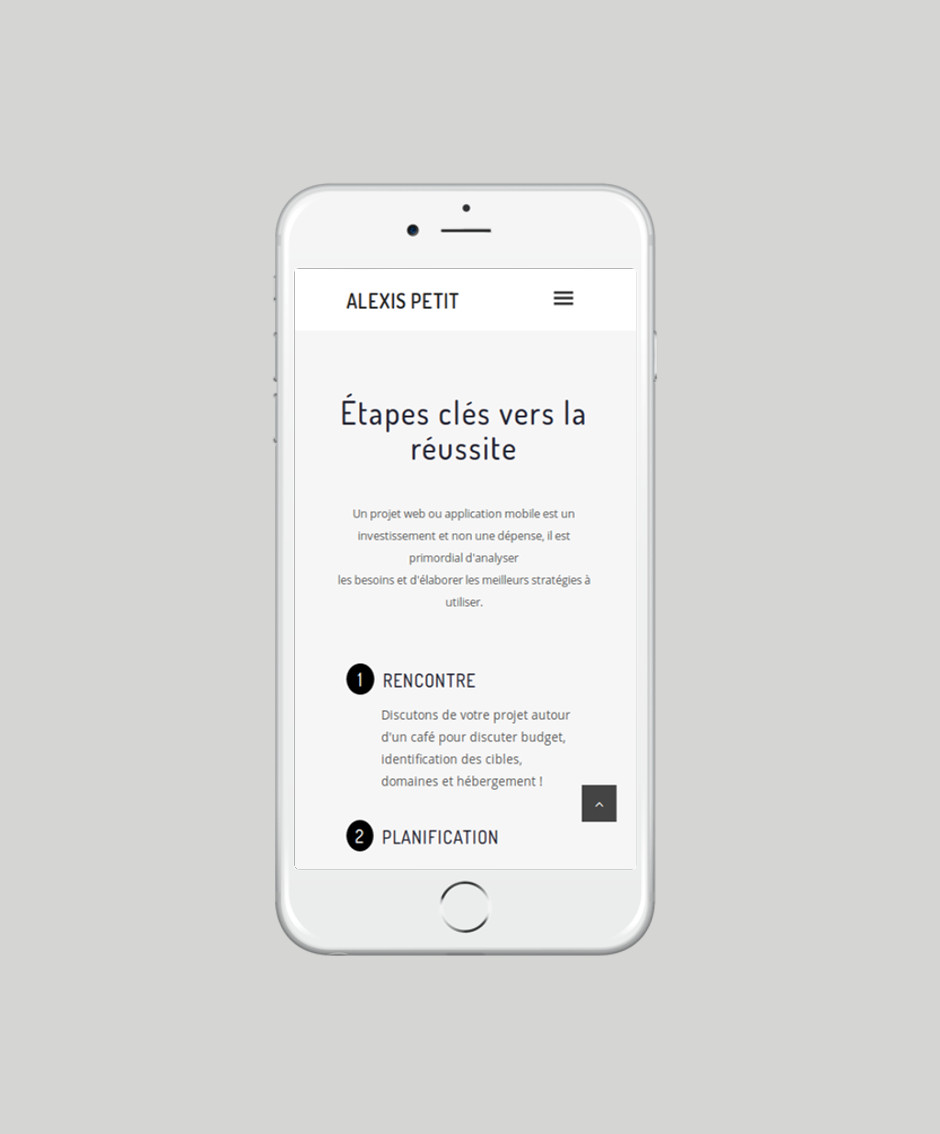 ALEXIS PETIT
Étapes clés vers la
réussite
Un projet web ou application mobile est un
investissement et non une dépense, il est
primordial d'analyser
les besoins et d'élaborer les meilleurs stratégies à
utiliser.
1 RENCONTRE
Discutons de votre projet autour
d'un café pour discuter budget,
identification des cibles,
domaines et hébergement !
2 PLANIFICATION